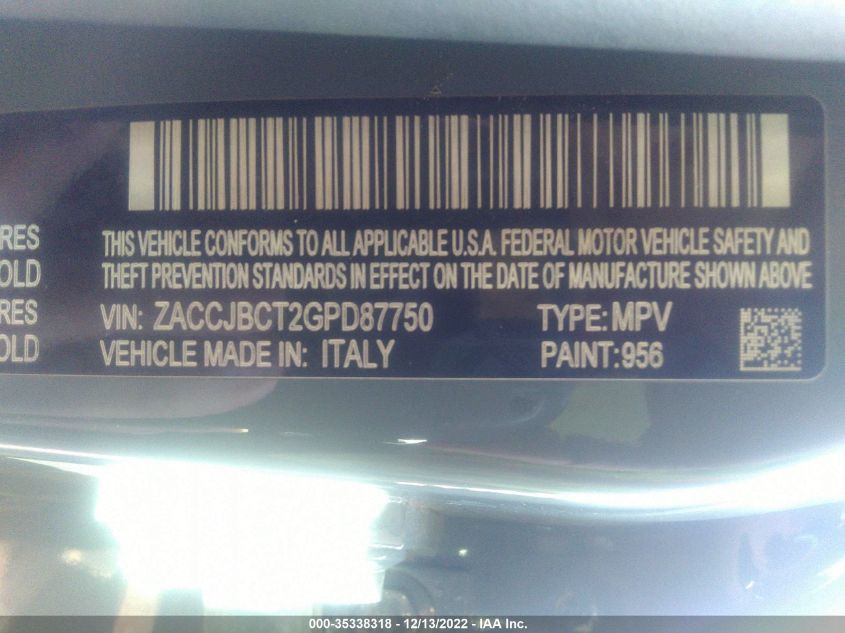 RES
OLD
RES
OLD
THIS VEHICLE CONFORMS TO ALL APPLICABLE U.S.A. FEDERAL MOTOR VEHICLE SAFETY AND
THEFT PREVENTION STANDARDS IN EFFECT ON THE DATE OF MANUFACTURE SHOWN ABOVE
VIN: ZACCJBCT2GPD87750 TYPE: MPV
VEHICLE MADE IN: ITALY PAINT: 956
000-35338318 - 12/13/2022 - IAA Inc.